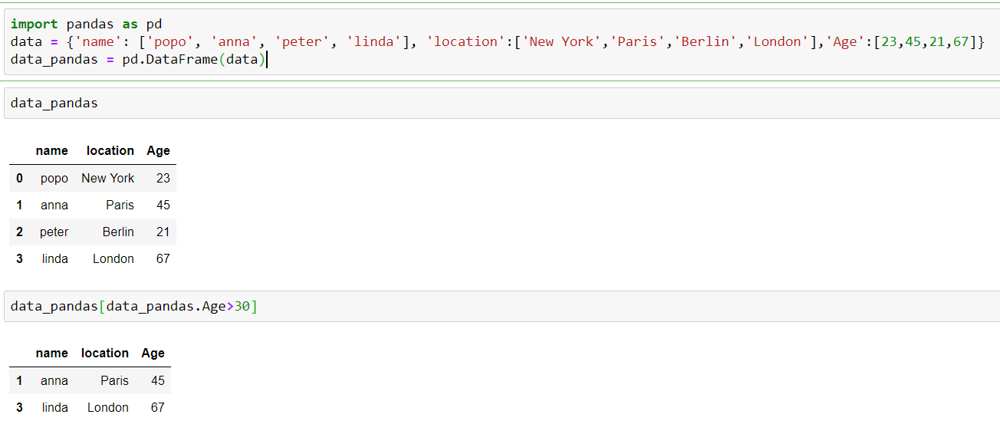 import pandas as pd
data = {'name': ['popo', 'anna', 'peter', 'linda'], 'location':['New York','Paris','Berlin','London'],'Age':[23,45,21,67]}
data_pandas = pd.DataFrame(data)
data_pandas
name location Age
0 popo New York 23
1 anna Paris 45
2 peter Berlin 21
3 linda London 67
data_pandas[data_pandas.Age>30]
name location Age
1 anna Paris 45
3 linda London 67